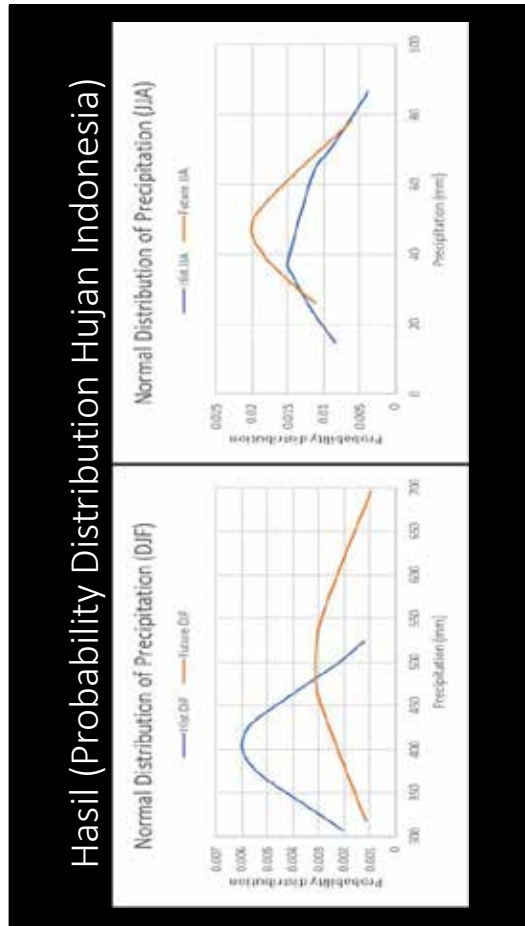 Hasil (Probability Distribution Hujan Indonesia)
Normal Distribution of Precipitation (DJF)
Hist DJF
Future DJF
Probability distribution
0.007
0.006
0.005
0.004
0.003
0.002
0.001
0
300
350
400
450
500
550
600
650
700
Precipitation (mm)
Normal Distribution of Precipitation (JJA)
Hist JJA
Future JJA
Probability distribution
0.025
0.02
0.015
0.01
0.005
0
0
20
40
60
80
100
Precipitation (mm)